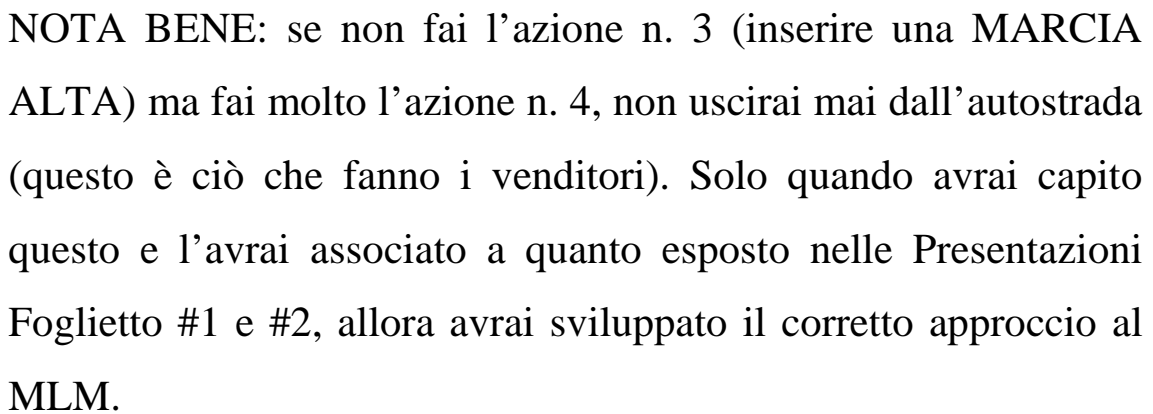 NOTA BENE: se non fai l’azione n. 3 (inserire una MARCIA
ALTA) ma fai molto l’azione n. 4, non uscirai mai dall’autostrada
(questo è ciò che fanno i venditori). Solo quando avrai capito
questo e l’avrai associato a quanto esposto nelle Presentazioni
Foglietto #1 e #2, allora avrai sviluppato il corretto approccio al
MLM.